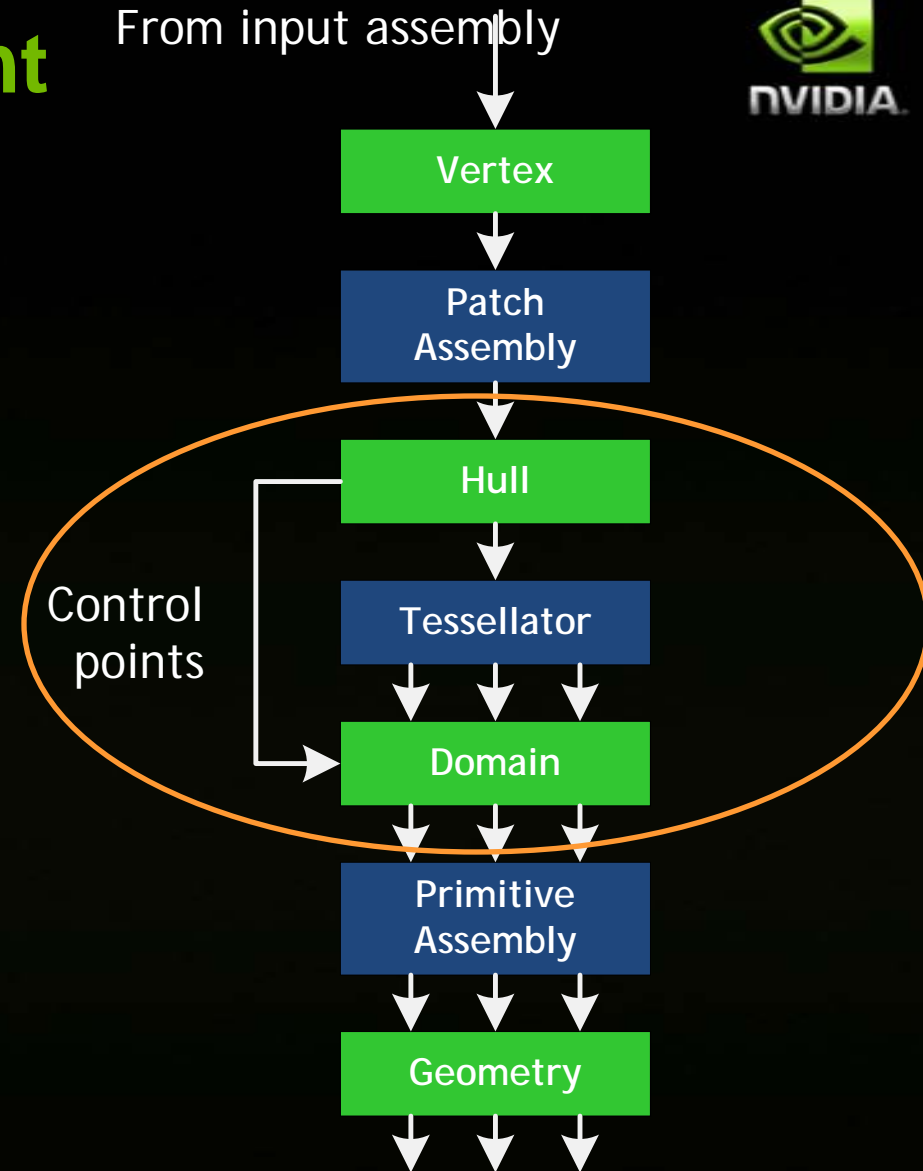 From input assembly
nt
NVIDIA.
Vertex
Patch
Assembly
Hull
Control
points
Tessellator
Domain
Primitive
Assembly
Geometry